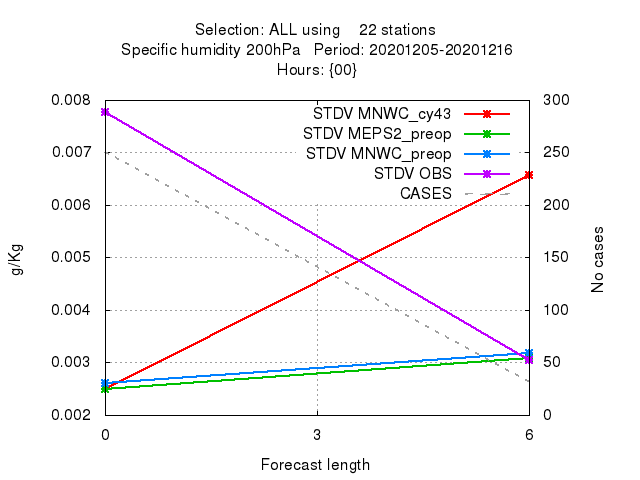 Selection: ALL using    22 stations
Specific humidity 200hPa   Period: 20201205-20201216
Hours: {00}
STDV MNWC_cy43
STDV MEPS2_preop
STDV MNWC_preop
STDV OBS
CASES
0.008
0.007
0.006
0.005
0.004
0.003
0.002
g/Kg
300
250
200
150
100
50
0
No cases
0 3 6
Forecast length